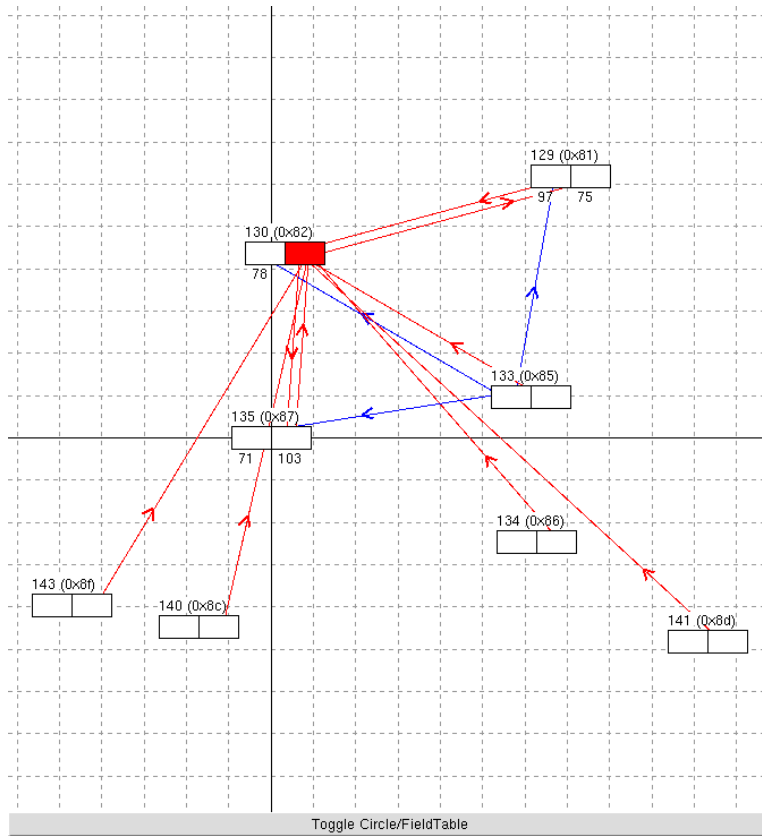 129 (0x81)
97 75
130 (0x82)
78
133 (0x85)
135 (0x87)
71 103
134 (0x86)
143 (0x8f)
140 (0x8c)
141 (0x8d)
Toggle Circle/FieldTable